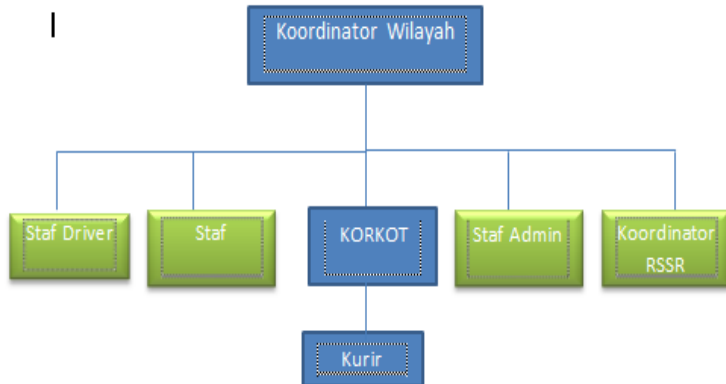 Koordinator Wilayah
Staf Driver
Staf
KORKOT
Staf Admin
Koordinator
RSSR
Kurir